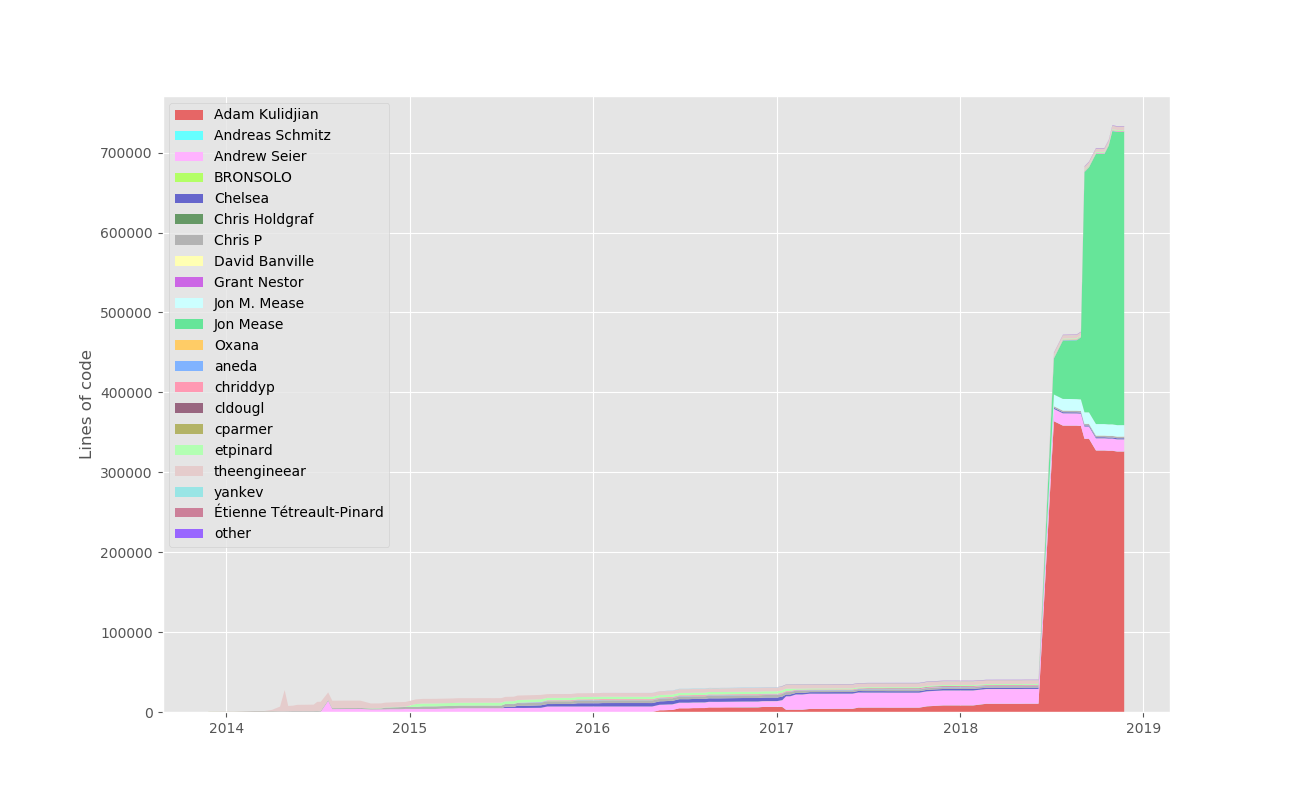 Adam Kulidjian
Andreas Schmitz
Andrew Seier
BRONSOLO
Chelsea
Chris Holdgraf
Chris P
David Banville
Grant Nestor
Jon M. Mease
Jon Mease
Oxana
aneda
chriddyp
cldougl
cparmer
etpinard
theengineear
yankev
Étienne Tétreault-Pinard
other
Lines of code
700000
600000
500000
400000
300000
200000
100000
0
2014
2015
2016
2017
2018
2019